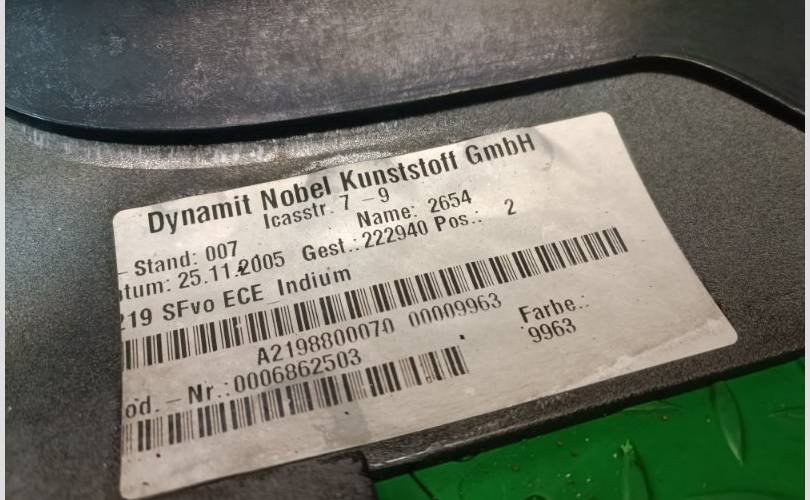 Dynamit Nobel Kunststoff GmbH
Icasstr. 7 - 9
- Stand: 007 Name: 2654
tum: 25.11.2005 Gest.: 222940 Pos.: 2
219 SFvo ECE Indium
A2198800070 00009963
od. - Nr.: 0006862503
Farbe.:
9963